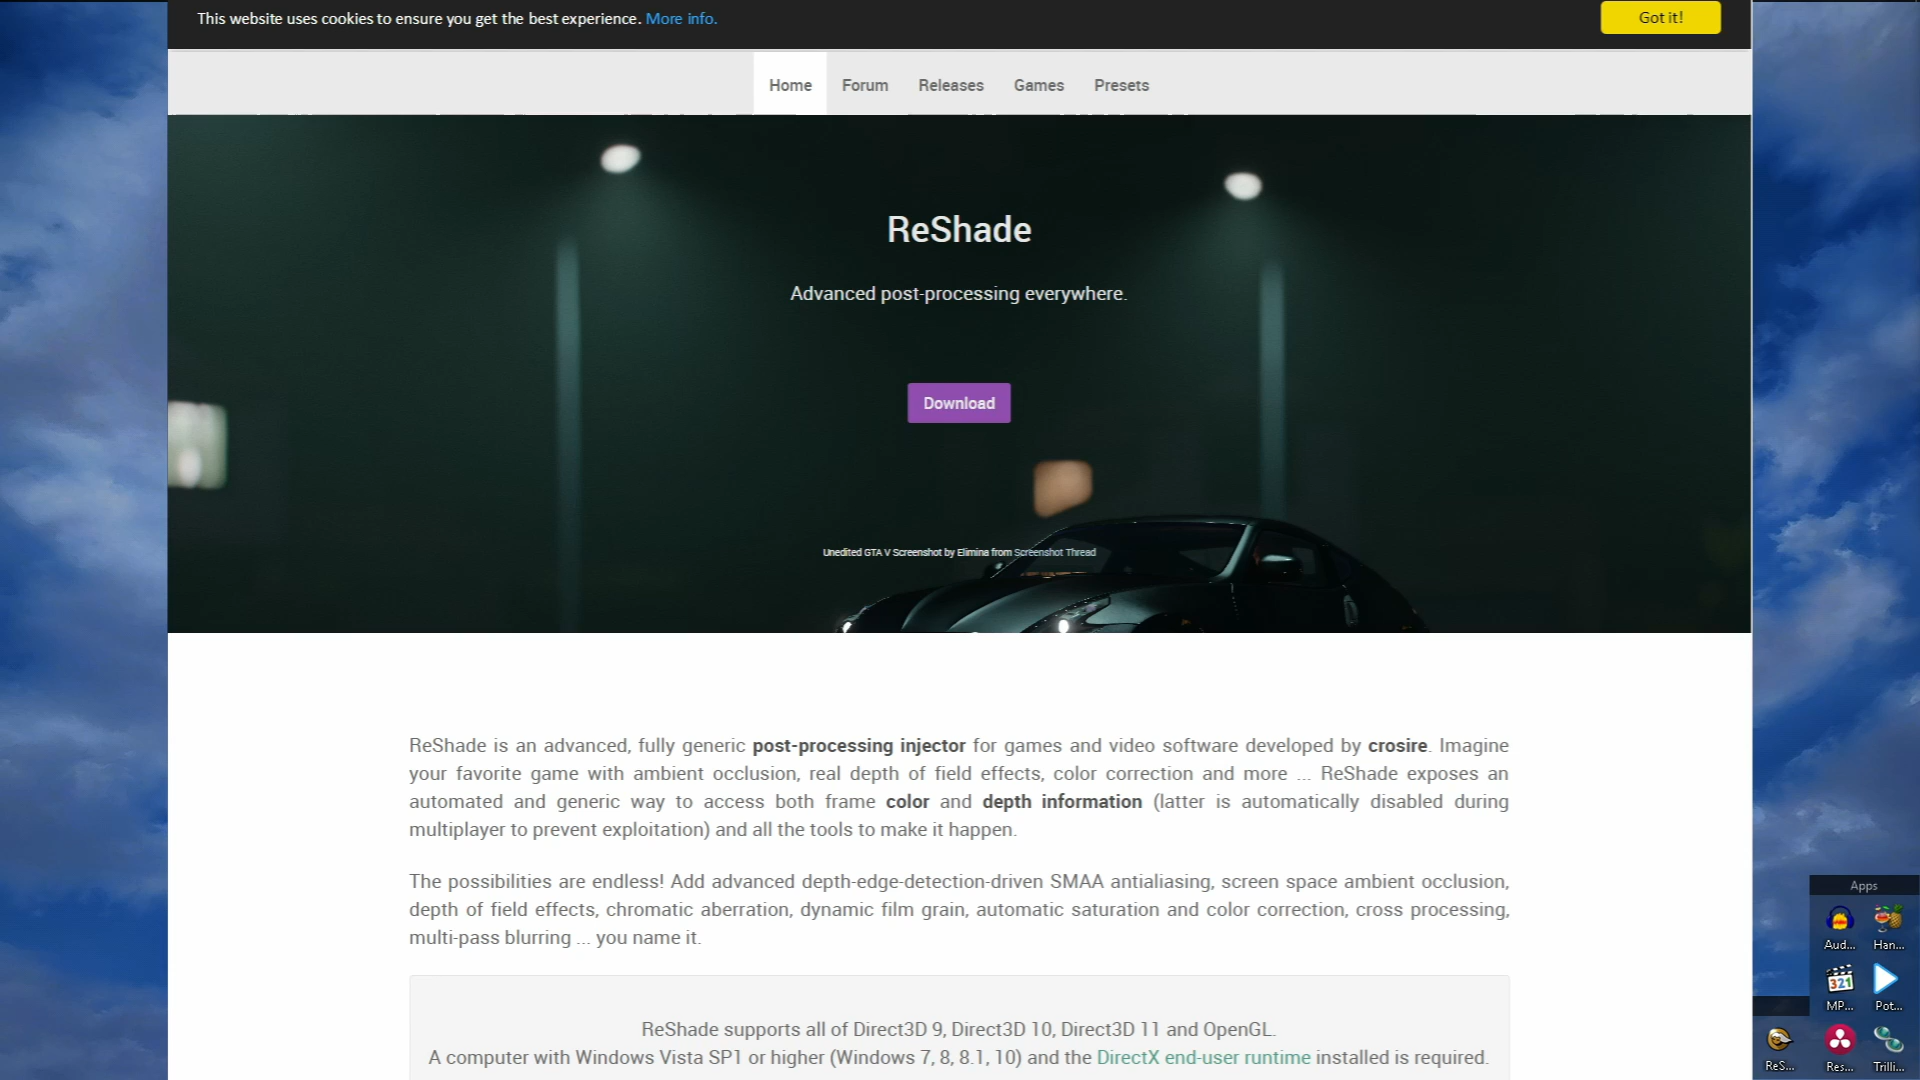 This website uses cookies to ensure you get the best experience. More info.
Got it!
Home Forum Releases Games Presets
ReShade
Advanced post-processing everywhere.
Download
Unedited GTA V Screenshot by Elimina from Screenshot Thread
ReShade is an advanced, fully generic post-processing injector for games and video software developed by crosire. Imagine
your favorite game with ambient occlusion, real depth of field effects, color correction and more ... ReShade exposes an
automated and generic way to access both frame color and depth information (latter is automatically disabled during
multiplayer to prevent exploitation) and all the tools to make it happen.
The possibilities are endless! Add advanced depth-edge-detection-driven SMAA antialiasing, screen space ambient occlusion,
depth of field effects, chromatic aberration, dynamic film grain, automatic saturation and color correction, cross processing,
multi-pass blurring ... you name it.
ReShade supports all of Direct3D 9, Direct3D 10, Direct3D 11 and OpenGL.
A computer with Windows Vista SP1 or higher (Windows 7, 8, 8.1, 10) and the DirectX end-user runtime installed is required.
Apps
Aud... Han...
321
MP... Pot...
ReS... Res... Trilli...